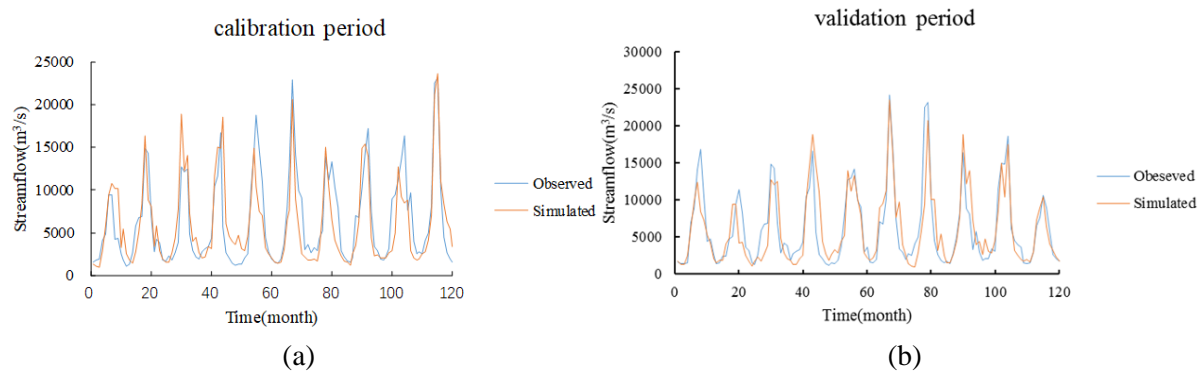 calibration period
25000
20000
15000
10000
5000
0
Streamflow(m³/s)
0 20 40 60 80 100 120
Time(month)
Observed
Simulated
(a)
validation period
30000
25000
20000
15000
10000
5000
0
Streamflow(m³/s)
0 20 40 60 80 100 120
Time(month)
Obeseved
Simulated
(b)